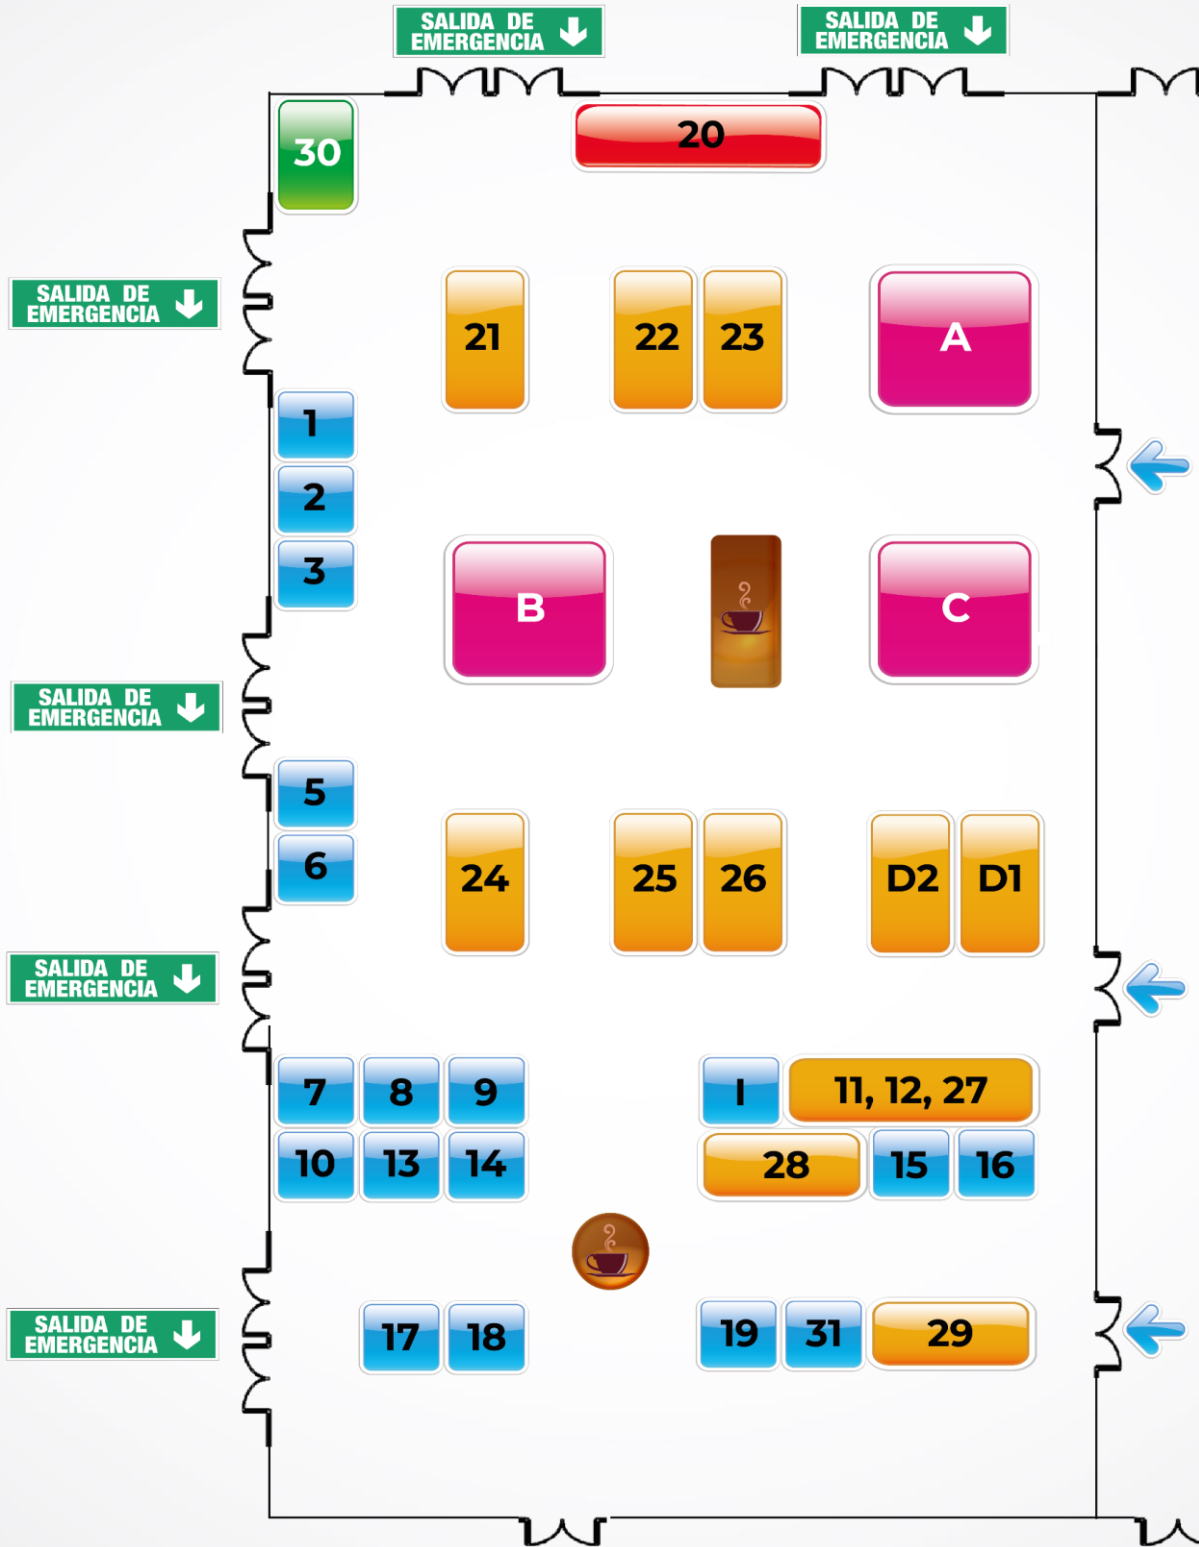 SALIDA DE
EMERGENCIA
SALIDA DE
EMERGENCIA
30
20
SALIDA DE
EMERGENCIA
21
22
23
A
1
2
3
B
C
SALIDA DE
EMERGENCIA
5
6
24
25
26
D2
D1
SALIDA DE
EMERGENCIA
7
8
9
I
11, 12, 27
10
13
14
28
15
16
SALIDA DE
EMERGENCIA
17
18
19
31
29